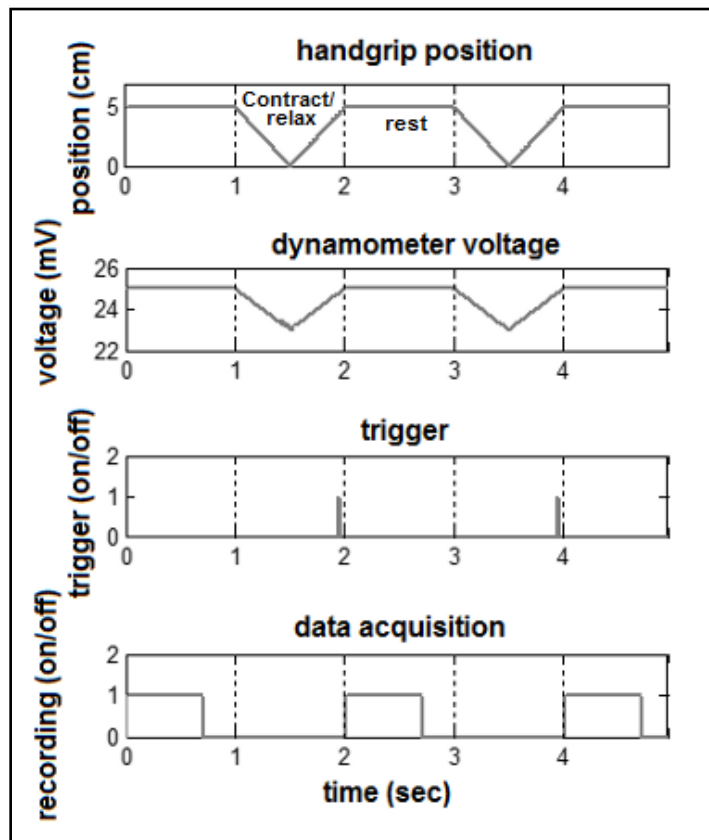 handgrip position
position (cm)
5
0
Contract/
relax
rest
0 1 2 3 4
dynamometer voltage
voltage (mV)
26
24
22
0 1 2 3 4
trigger
trigger (on/off)
2
1
0
0 1 2 3 4
data acquisition
recording (on/off)
2
1
0
0 1 2 3 4
time (sec)